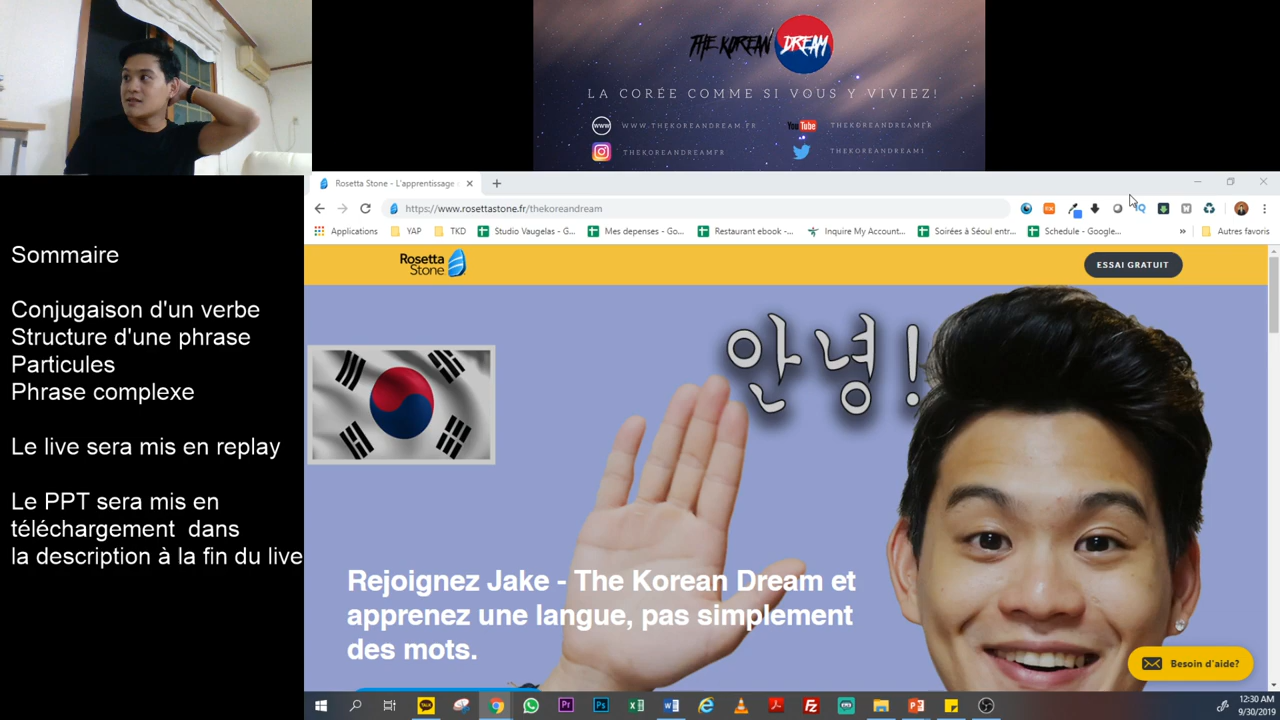 THE KOREAN DREAM
LA CORÉE COMME SI VOUS Y VIVIEZ!
WWW WWW.THEKOREANDREAM.FR
You Tube THEKOREANDREAMFR
THEKOREANDREAMFR
THEKOREANDREAM1
Rosetta Stone - L'apprentissage
https://www.rosettastone.fr/thekoreandream
Applications YAP TKD Studio Vaugelas - G... Mes depenses - Go... Restaurant ebook -... Inquire My Account... Soirées à Séoul entr... Schedule - Google... » Autres favoris
Rosetta
Stone
ESSAI GRATUIT
안녕!
Rejoignez Jake - The Korean Dream et
apprenez une langue, pas simplement
des mots.
Besoin d'aide?
Sommaire
Conjugaison d'un verbe
Structure d'une phrase
Particules
Phrase complexe
Le live sera mis en replay
Le PPT sera mis en
téléchargement dans
la description à la fin du live
12:30 AM
9/30/2019